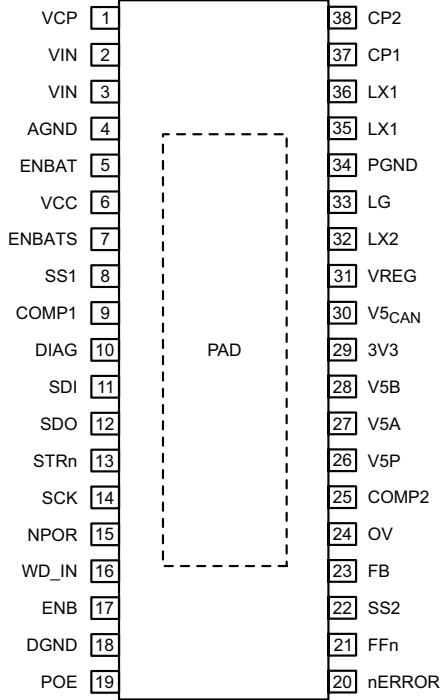 VCP 1
VIN 2
VIN 3
AGND 4
ENBAT 5
VCC 6
ENBATS 7
SS1 8
COMP1 9
DIAG 10
SDI 11
SDO 12
STRn 13
SCK 14
NPOR 15
WD_IN 16
ENB 17
DGND 18
POE 19
PAD
38 CP2
37 CP1
36 LX1
35 LX1
34 PGND
33 LG
32 LX2
31 VREG
30 V5CAN
29 3V3
28 V5B
27 V5A
26 V5P
25 COMP2
24 OV
23 FB
22 SS2
21 FFn
20 nERROR